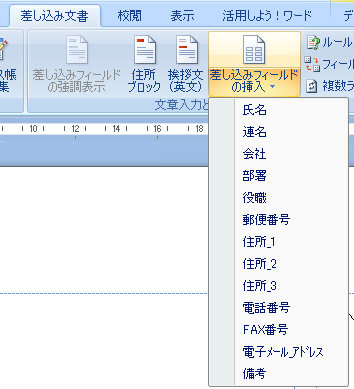 差し込み文書 校閲 表示 活用しよう！ワード
差し込みフィールド
の強調表示
住所
ブロック
挨拶文
(英文)
差し込みフィールド
の挿入
ルール
フィー
複数ラ
文章入力と
10 12 14 16 18
氏名
連名
会社
部署
役職
郵便番号
住所_1
住所_2
住所_3
電話番号
FAX番号
電子メール_アドレス
備考